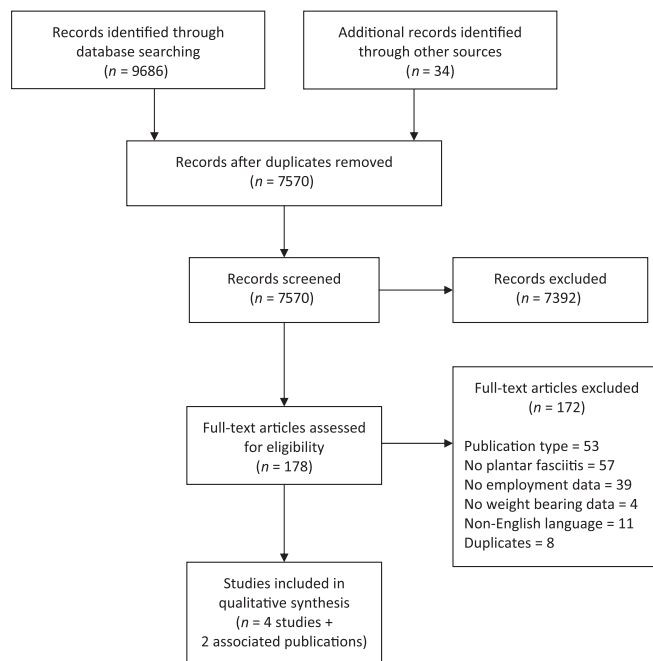 Records identified through
database searching
(n = 9686)
Additional records identified
through other sources
(n = 34)
Records after duplicates removed
(n = 7570)
Records screened
(n = 7570)
Records excluded
(n = 7392)
Full-text articles assessed
for eligibility
(n = 178)
Full-text articles excluded
(n = 172)
Publication type = 53
No plantar fasciitis = 57
No employment data = 39
No weight bearing data = 4
Non-English language = 11
Duplicates = 8
Studies included in
qualitative synthesis
(n = 4 studies +
2 associated publications)